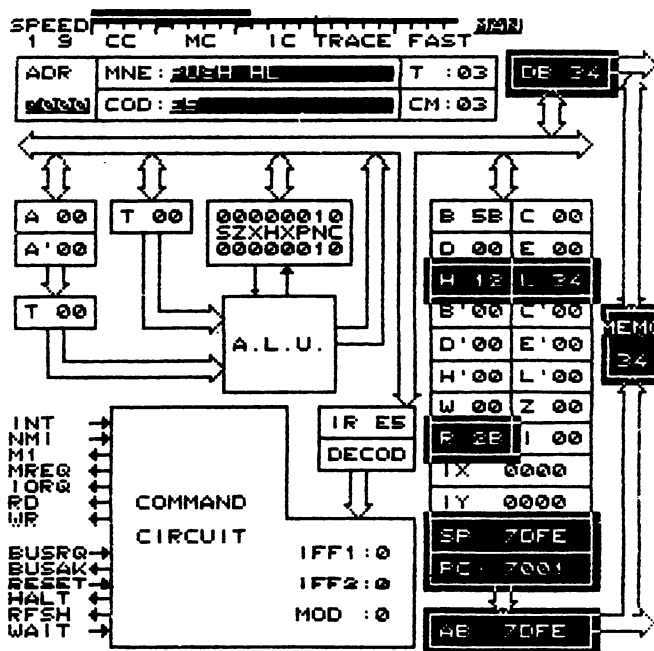 SPEED
1 9 CC MC IC TRACE FAST
ADR MNE: PUSH HL T :03
0000 COD: E5 CM:03
DB 34
A 00
A'00
T 00
T 00
00000010
SZXHXPNC
00000010
A.L.U.
B 5B C 00
D 00 E 00
H 12 L 34
B'00 C'00
D'00 E'00
H'00 L'00
W 00 Z 00
R 2B I 00
IX 0000
IY 0000
SP 7DFE
PC 7001
AB 7DFE
MEMO
34
IR E5
DECOD
INT
NMI
M1
MREQ
IORQ
RD
WR
BUSRQ
BUSAK
RESET
HALT
RFSH
WAIT
COMMAND
CIRCUIT
IFF1:0
IFF2:0
MOD :0